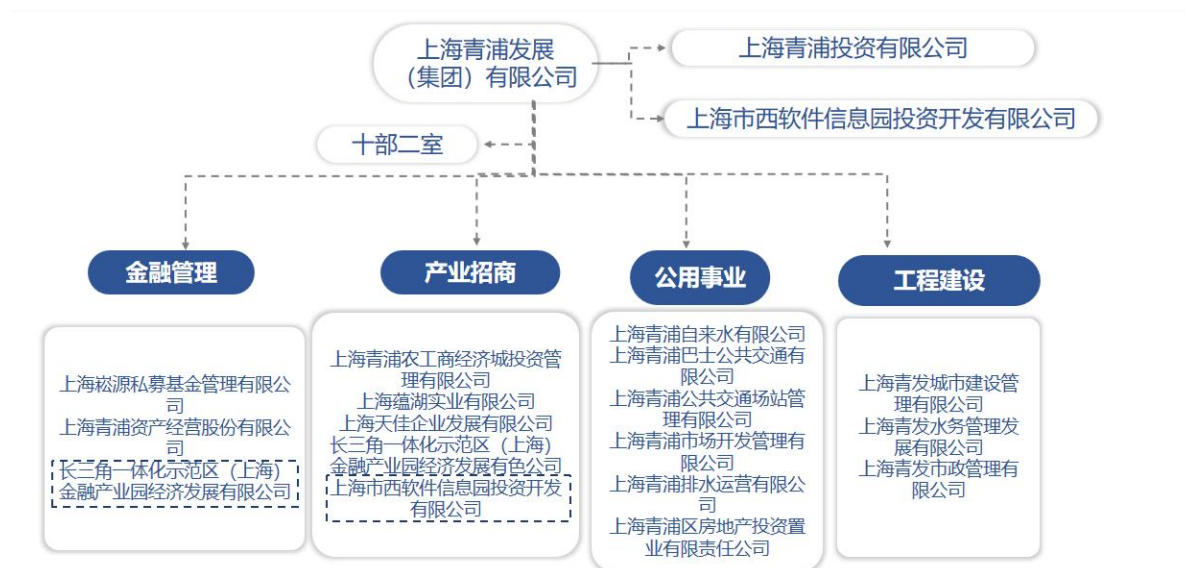 上海青浦发展
（集团）有限公司
上海青浦投资有限公司
上海市西软件信息园投资开发有限公司
十部二室
金融管理
产业招商
公用事业
工程建设
上海崧源私募基金管理有限公
司
上海青浦资产经营股份有限公
司
长三角一体化示范区（上海）
金融产业园经济发展有限公司
上海青浦农工商经济城投资管
理有限公司
上海蕴湖实业有限公司
上海天佳企业发展有限公司
长三角一体化示范区（上海）
金融产业园经济发展有色公司
上海市西软件信息园投资开发
有限公司
上海青浦自来水有限公司
上海青浦巴士公共交通有
限公司
上海青浦公共交通场站管
理有限公司
上海青浦市场开发管理有
限公司
上海青浦排水运营有限公
司
上海青浦区房地产投资置
业有限责任公司
上海青发城市建设管
理有限公司
上海青发水务管理发
展有限公司
上海青发市政管理有
限公司